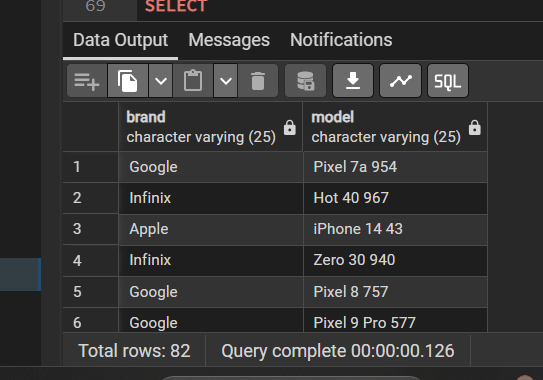 69 SELECT
Data Output Messages Notifications
SQL
brand model
character varying (25) character varying (25)
1 Google Pixel 7a 954
2 Infinix Hot 40 967
3 Apple iPhone 14 43
4 Infinix Zero 30 940
5 Google Pixel 8 757
6 Google Pixel 9 Pro 577
Total rows: 82 Query complete 00:00:00.126